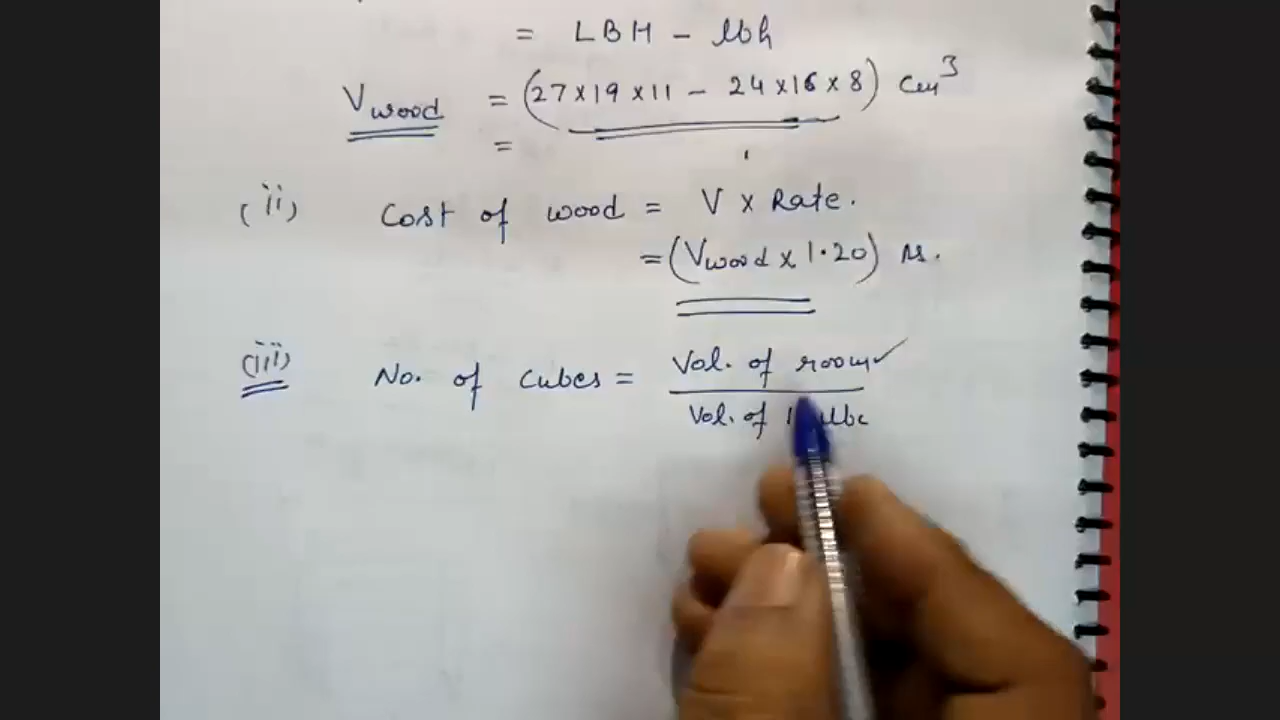 = LBH - lbh
Vwood = (27×19×11 - 24×16×8) cm³
=
(ii) Cost of wood = V × Rate.
= (Vwood × 1.20) Rs.
(iii) No. of cubes = Vol. of room✓
Vol. of 1